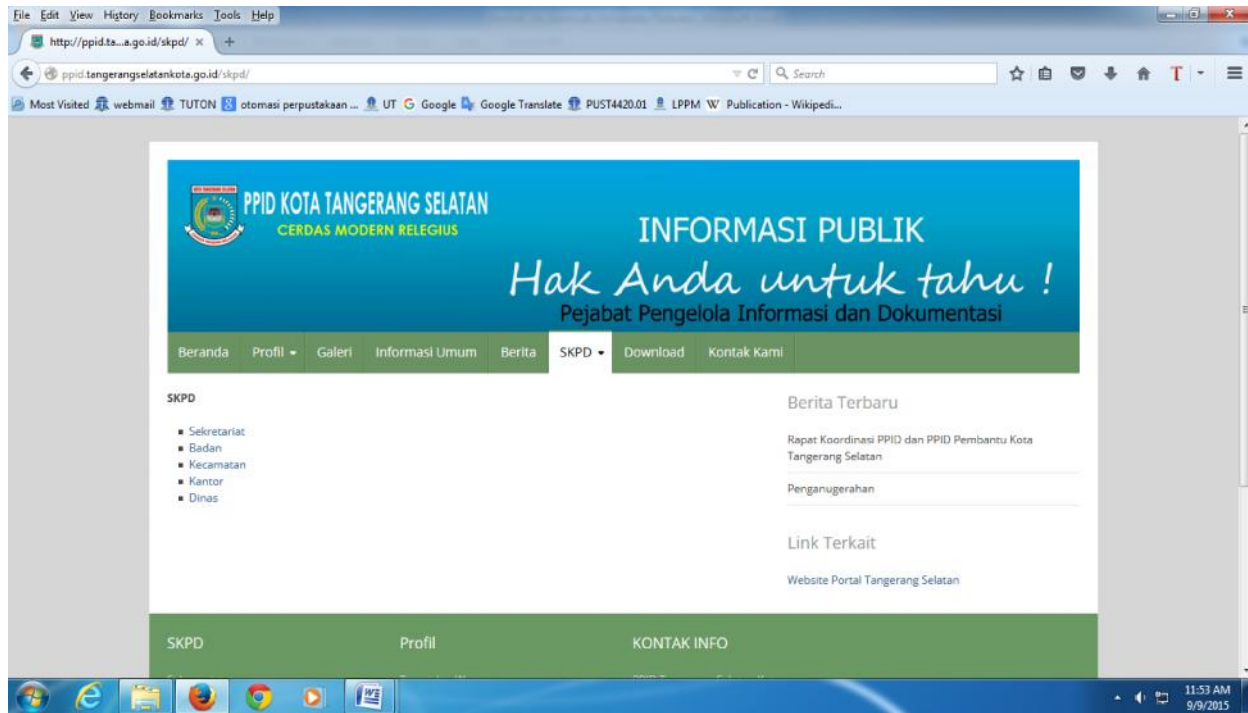 File Edit View History Bookmarks Tools Help
http://ppid.ta...a.go.id/skpd/
ppid.tangerangselatankota.go.id/skpd/
Search
Most Visited webmail TUTON otomasi perpustakaan ... UT Google Google Translate PUST4420.01 LPPM Publication - Wikipedi...
PPID KOTA TANGERANG SELATAN
CERDAS MODERN RELEGIUS
INFORMASI PUBLIK
Hak Anda untuk tahu !
Pejabat Pengelola Informasi dan Dokumentasi
Beranda Profil Galeri Informasi Umum Berita SKPD Download Kontak Kami
SKPD
Sekretariat
Badan
Kecamatan
Kantor
Dinas
Berita Terbaru
Rapat Koordinasi PPID dan PPID Pembantu Kota
Tangerang Selatan
Penganugerahan
Link Terkait
Website Portal Tangerang Selatan
SKPD Profil KONTAK INFO
11:53 AM
9/9/2015